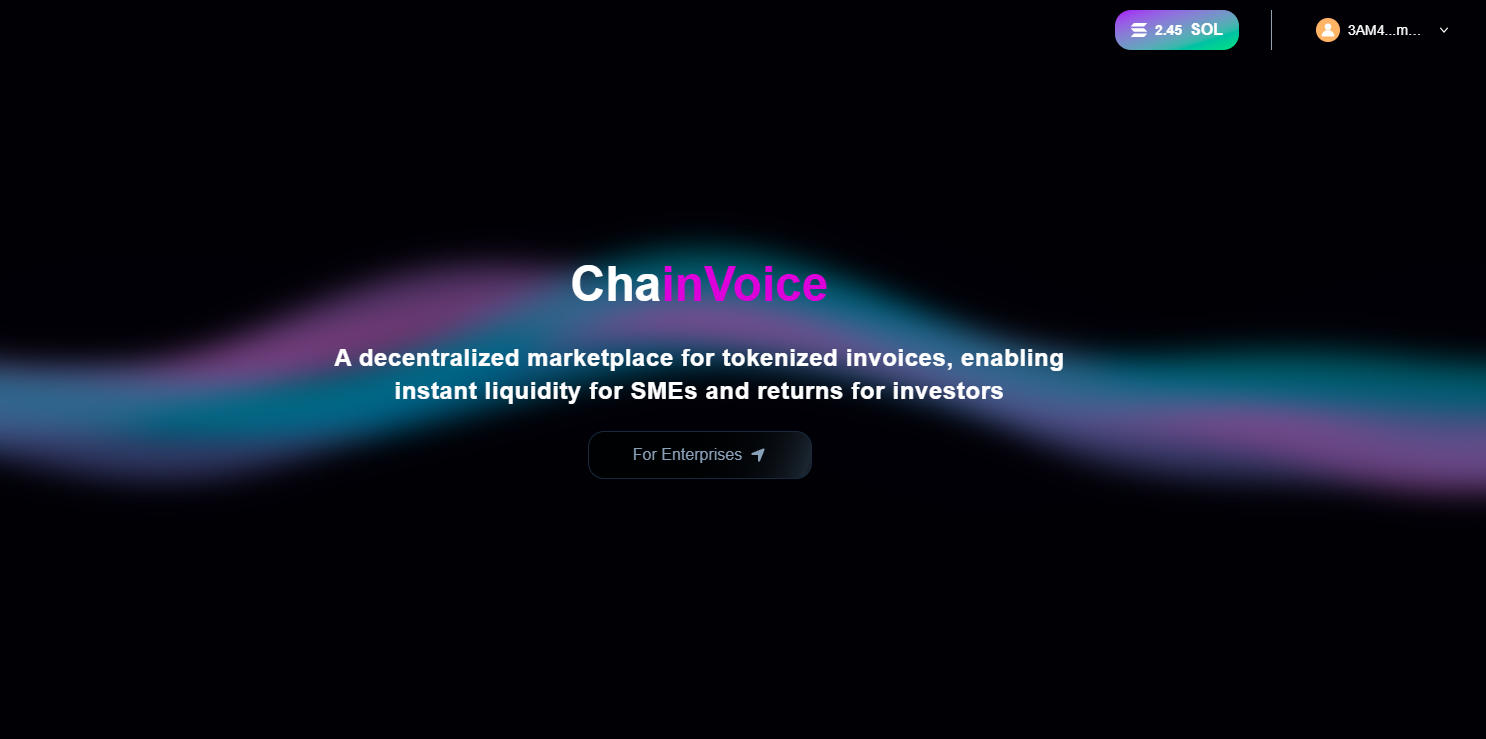 2.45 SOL
3AM4...m...
ChainVoice
A decentralized marketplace for tokenized invoices, enabling
instant liquidity for SMEs and returns for investors
For Enterprises